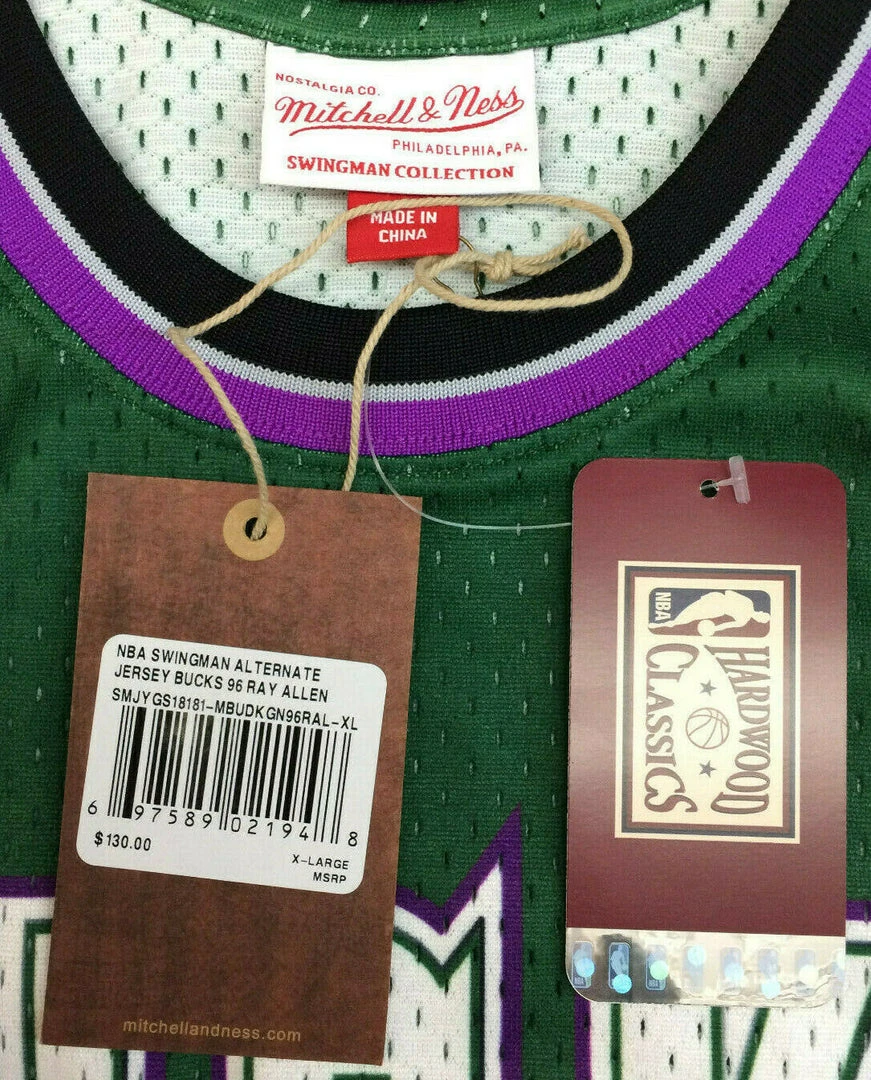 NOSTALGIA CO.
Mitchell & Ness
PHILADELPHIA, PA.
SWINGMAN COLLECTION
MADE IN
CHINA
NBA SWINGMAN ALTERNATE
JERSEY BUCKS 96 RAY ALLEN
SMJYGS18181-MBUDKGN96RAL-XL
6 97589 02194 8
$130.00
X-LARGE
MSRP
mitchellandness.com
NBA
HARDWOOD
CLASSICS